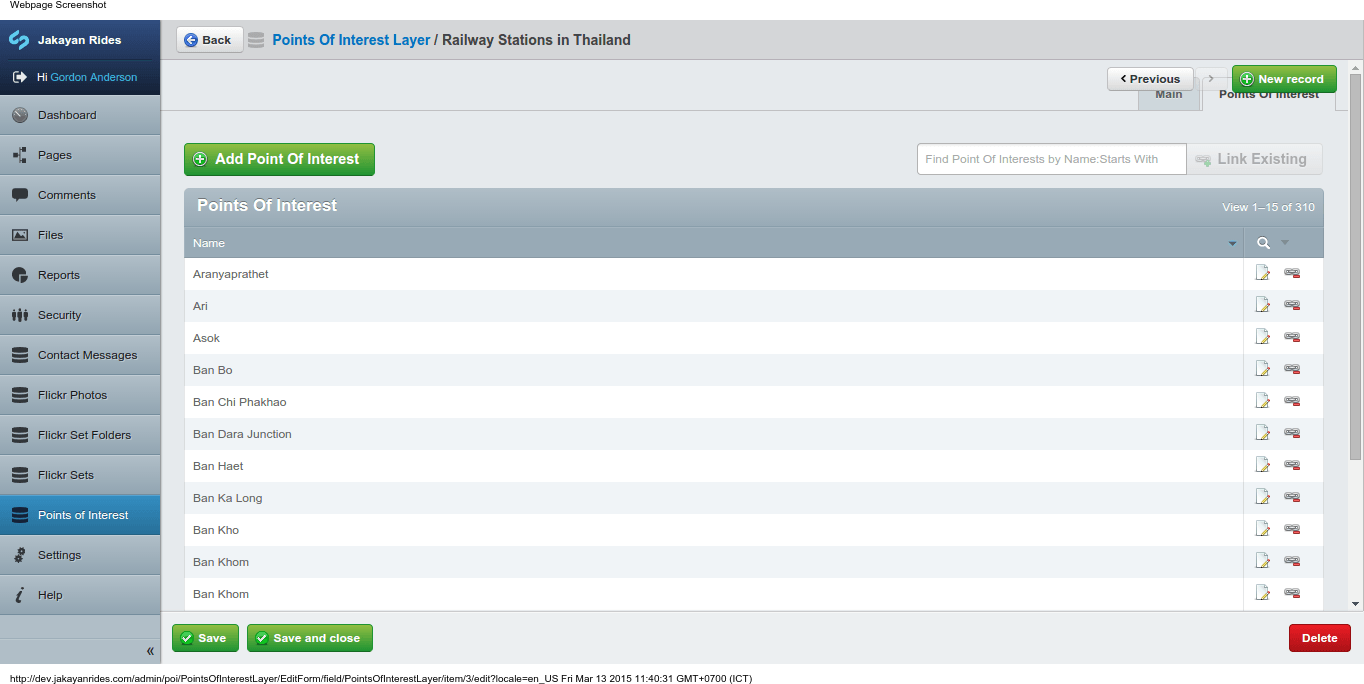 Webpage Screenshot
Jakayan Rides
Hi Gordon Anderson
Dashboard
Pages
Comments
Files
Reports
Security
Contact Messages
Flickr Photos
Flickr Set Folders
Flickr Sets
Points of Interest
Settings
Help
«
Back
Points Of Interest Layer / Railway Stations in Thailand
Previous
New record
Main
Points Of Interest
Add Point Of Interest
Find Point Of Interests by Name:Starts With
Link Existing
Points Of Interest
View 1–15 of 310
Name
Aranyaprathet
Ari
Asok
Ban Bo
Ban Chi Phakhao
Ban Dara Junction
Ban Haet
Ban Ka Long
Ban Kho
Ban Khom
Ban Khom
Save
Save and close
Delete
http://dev.jakayanrides.com/admin/poi/PointsOfInterestLayer/EditForm/field/PointsOfInterestLayer/item/3/edit?locale=en_US Fri Mar 13 2015 11:40:31 GMT+0700 (ICT)